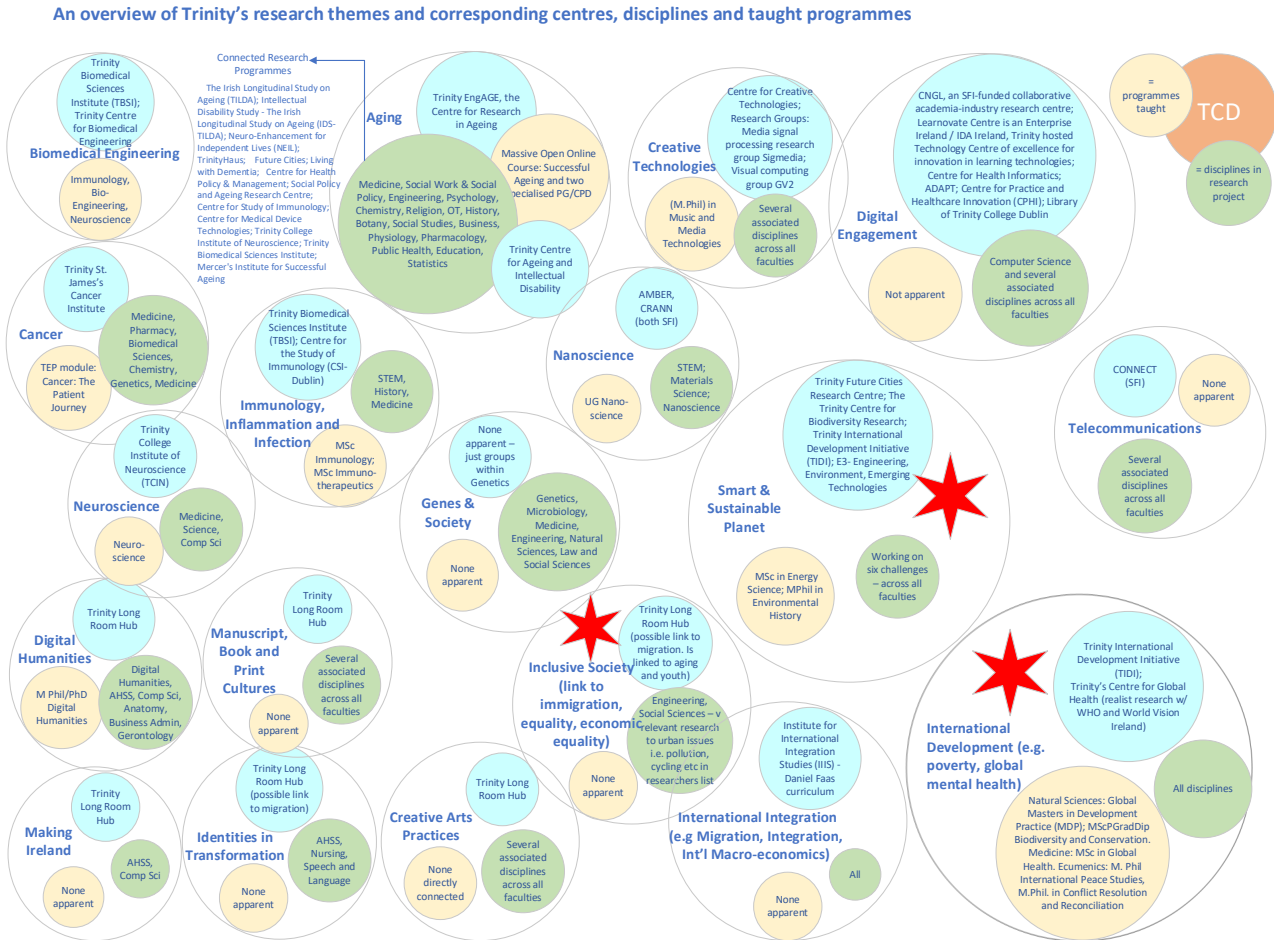 An overview of Trinity's research themes and corresponding centres, disciplines and taught programmes
Trinity
Biomedical
Sciences
Institute (TBSI);
Trinity Centre
for Biomedical
Engineering
Biomedical Engineering
Immunology,
Bio-
Engineering,
Neuroscience
Connected Research
Programmes
The Irish Longitudinal Study on
Ageing (TILDA); Intellectual
Disability Study - The Irish
Longitudinal Study on Ageing (IDS-
TILDA); Neuro-Enhancement for
Independent Lives (NEIL);
TrinityHaus; Future Cities; Living
with Dementia; Centre for Health
Policy & Management; Social Policy
and Ageing Research Centre;
Centre for Study of Immunology;
Centre for Medical Device
Technologies; Trinity College
Institute of Neuroscience; Trinity
Biomedical Sciences Institute;
Mercer's Institute for Successful
Ageing
Aging
Trinity EngAGE, the
Centre for Research
in Ageing
Massive Open Online
Course: Successful
Ageing and two
specialised PG/CPD
Medicine, Social Work & Social
Policy, Engineering, Psychology,
Chemistry, Religion, OT, History,
Botany, Social Studies, Business,
Physiology, Pharmacology,
Public Health, Education,
Statistics
Trinity Centre
for Ageing and
Intellectual
Disability
Centre for Creative
Technologies;
Research Groups:
Media signal
processing research
group Sigmedia;
Visual computing
group GV2
Creative
Technologies
(M.Phil) in
Music and
Media
Technologies
Several
associated
disciplines
across all
faculties
CNGL, an SFI-funded collaborative
academia-industry research centre;
Learnovate Centre is an Enterprise
Ireland / IDA Ireland, Trinity hosted
Technology Centre of excellence for
innovation in learning technologies;
Centre for Health Informatics;
ADAPT; Centre for Practice and
Healthcare Innovation (CPHI); Library
of Trinity College Dublin
Digital
Engagement
Not apparent
Computer Science
and several
associated
disciplines across all
faculties
=
programmes
taught
TCD
= disciplines in
research
project
Trinity St.
James's
Cancer
Institute
Cancer
Medicine,
Pharmacy,
Biomedical
Sciences,
Chemistry,
Genetics, Medicine
TEP module:
Cancer: The
Patient
Journey
Trinity Biomedical
Sciences Institute
(TBSI); Centre for
the Study of
Immunology (CSI-
Dublin)
STEM,
History,
Medicine
Immunology,
Inflammation and
Infection
MSc
Immunology;
MSc Immuno-
therapeutics
AMBER,
CRANN
(both SFI)
Nanoscience
UG Nano-
science
STEM;
Materials
Science;
Nanoscience
Trinity Future Cities
Research Centre; The
Trinity Centre for
Biodiversity Research;
Trinity International
Development Initiative
(TIDI); E3- Engineering,
Environment, Emerging
Technologies
Smart &
Sustainable
Planet
MSc in Energy
Science; MPhil in
Environmental
History
Working on
six challenges
– across all
faculties
CONNECT
(SFI)
None
apparent
Telecommunications
Several
associated
disciplines
across all
faculties
Trinity
College
Institute of
Neuroscience
(TCIN)
Neuroscience
Neuro-
science
Medicine,
Science,
Comp Sci
None
apparent –
just groups
within
Genetics
Genes &
Society
None
apparent
Genetics,
Microbiology,
Medicine,
Engineering, Natural
Sciences, Law and
Social Sciences
Trinity Long
Room Hub
Digital
Humanities
M Phil/PhD
Digital
Humanities
Digital
Humanities,
AHSS, Comp Sci,
Anatomy,
Business Admin,
Gerontology
Trinity
Long Room
Hub
Manuscript,
Book and
Print
Cultures
Several
associated
disciplines
across all
faculties
None
apparent
Trinity Long
Room Hub
(possible link to
migration. Is
linked to aging
and youth)
Inclusive Society
(link to
immigration,
equality, economic
equality)
Engineering,
Social Sciences – v
relevant research
to urban issues
i.e. pollution,
cycling etc in
researchers list
None
apparent
Institute for
International
Integration
Studies (IIIS) -
Daniel Faas
curriculum
International Integration
(e.g Migration, Integration,
Int'l Macro-economics)
All
None
apparent
Trinity International
Development Initiative
(TIDI);
Trinity's Centre for Global
Health (realist research w/
WHO and World Vision
Ireland)
International
Development (e.g.
poverty, global
mental health)
All disciplines
Natural Sciences: Global
Masters in Development
Practice (MDP); MScPGradDip
Biodiversity and Conservation.
Medicine: MSc in Global
Health. Ecumenics: M. Phil
International Peace Studies,
M.Phil. in Conflict Resolution
and Reconciliation
Trinity
Long Room
Hub
Making
Ireland
AHSS,
Comp Sci
None
apparent
Trinity Long
Room Hub
(possible link
to migration)
Identities in
Transformation
AHSS,
Nursing,
Speech and
Language
None
apparent
Trinity Long
Room Hub
Creative Arts
Practices
None
directly
connected
Several
associated
disciplines
across all
faculties